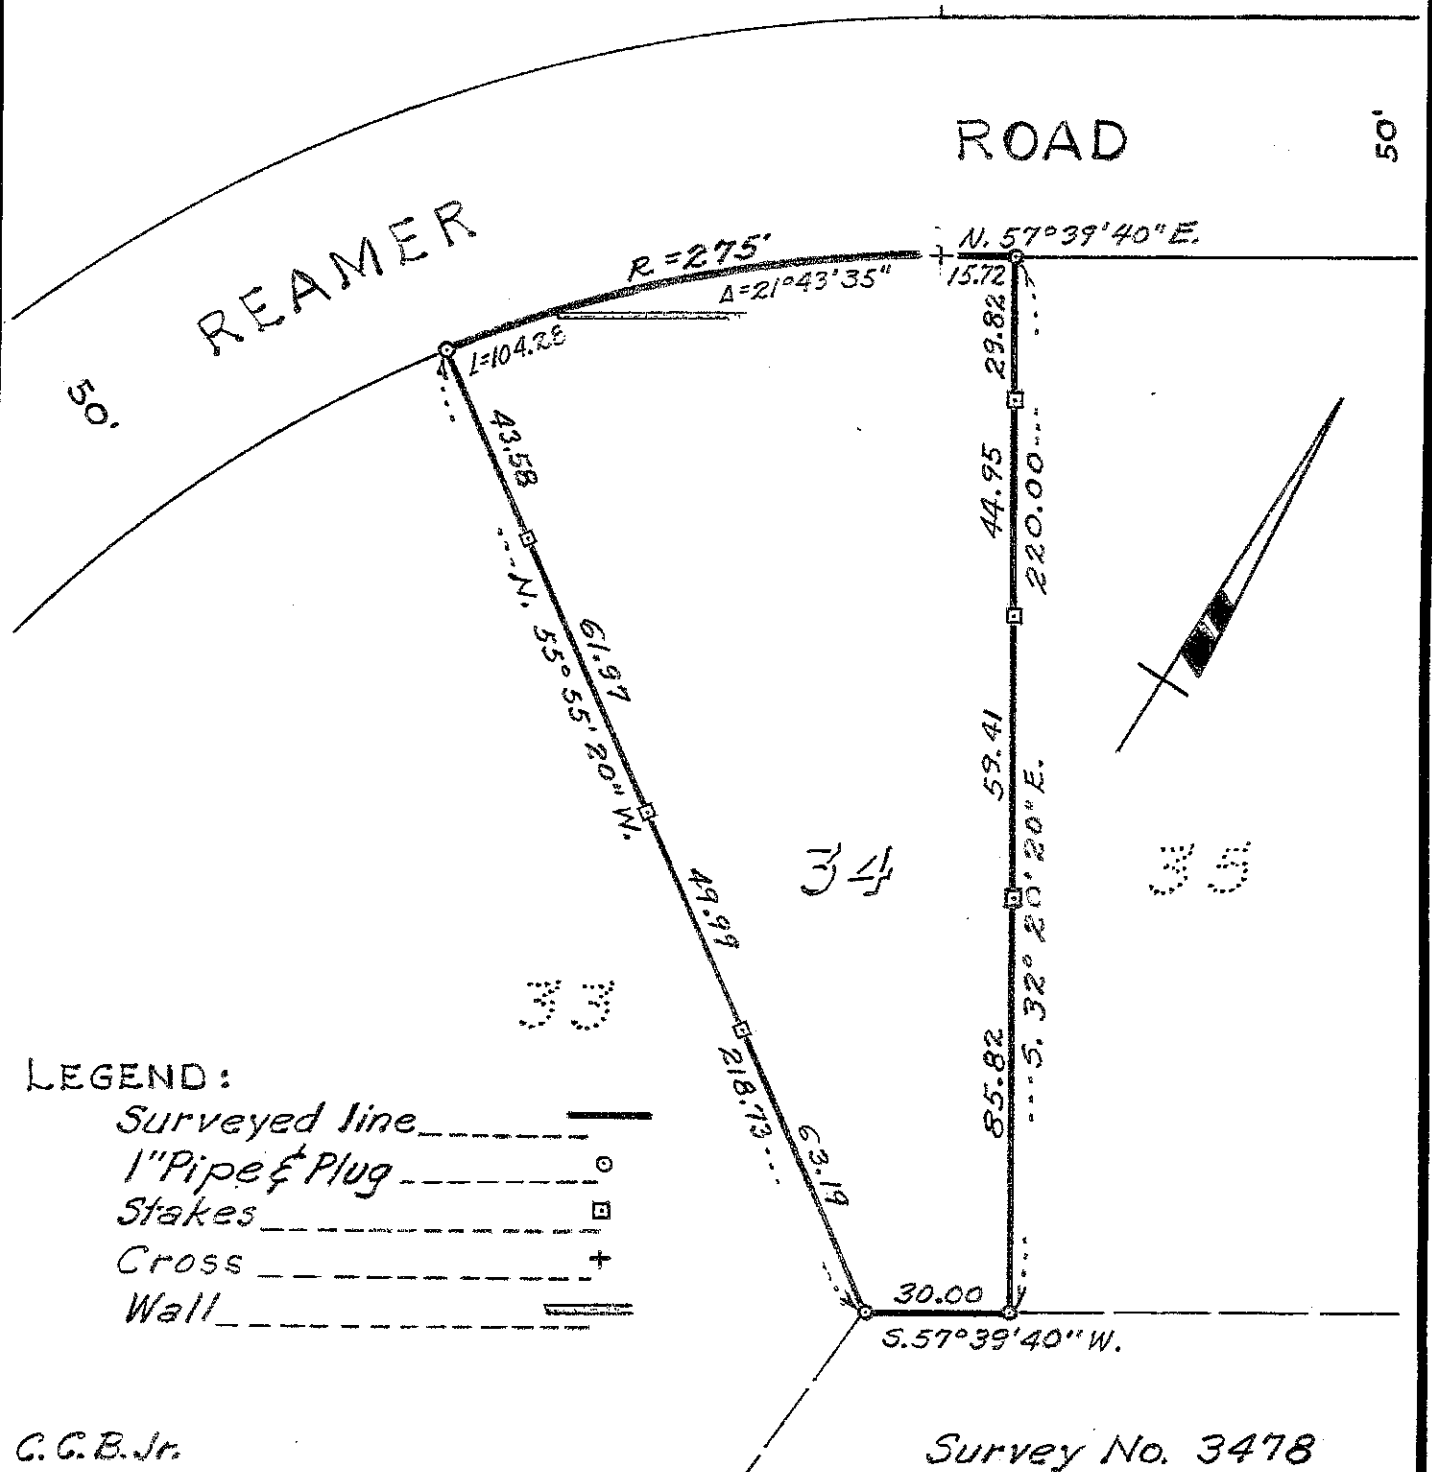 ROAD
50'
REAMER
50'
N. 57°39'40"E.
R=275'
Δ=21°43'35"
15.72
L=104.28
29.82
43.58
44.95
220.00
N. 55°55'20"W.
61.97
59.41
S. 32°20'20"E.
34
35
49.99
33
218.73
63.19
85.82
LEGEND:
Surveyed line
1"Pipe & Plug
Stakes
Cross
Wall
30.00
S.57°39'40"W.
C.C.B.Jr.
Survey No. 3478